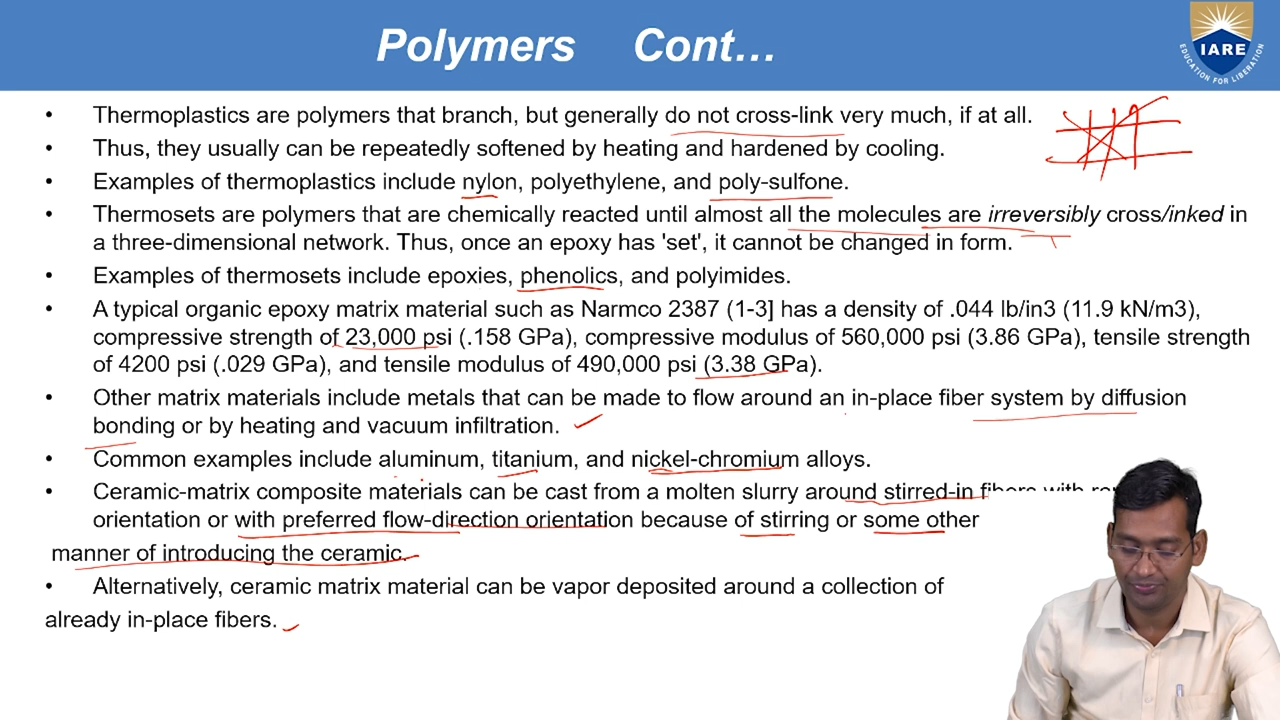 Polymers Cont...
IARE
EDUCATION FOR LIBERATION
• Thermoplastics are polymers that branch, but generally do not cross-link very much, if at all.
• Thus, they usually can be repeatedly softened by heating and hardened by cooling.
• Examples of thermoplastics include nylon, polyethylene, and poly-sulfone.
• Thermosets are polymers that are chemically reacted until almost all the molecules are irreversibly cross/inked in
a three-dimensional network. Thus, once an epoxy has 'set', it cannot be changed in form.
• Examples of thermosets include epoxies, phenolics, and polyimides.
• A typical organic epoxy matrix material such as Narmco 2387 (1-3] has a density of .044 lb/in3 (11.9 kN/m3),
compressive strength of 23,000 psi (.158 GPa), compressive modulus of 560,000 psi (3.86 GPa), tensile strength
of 4200 psi (.029 GPa), and tensile modulus of 490,000 psi (3.38 GPa).
• Other matrix materials include metals that can be made to flow around an in-place fiber system by diffusion
bonding or by heating and vacuum infiltration.
• Common examples include aluminum, titanium, and nickel-chromium alloys.
• Ceramic-matrix composite materials can be cast from a molten slurry around stirred-in fibers with
orientation or with preferred flow-direction orientation because of stirring or some other
manner of introducing the ceramic.
• Alternatively, ceramic matrix material can be vapor deposited around a collection of
already in-place fibers.